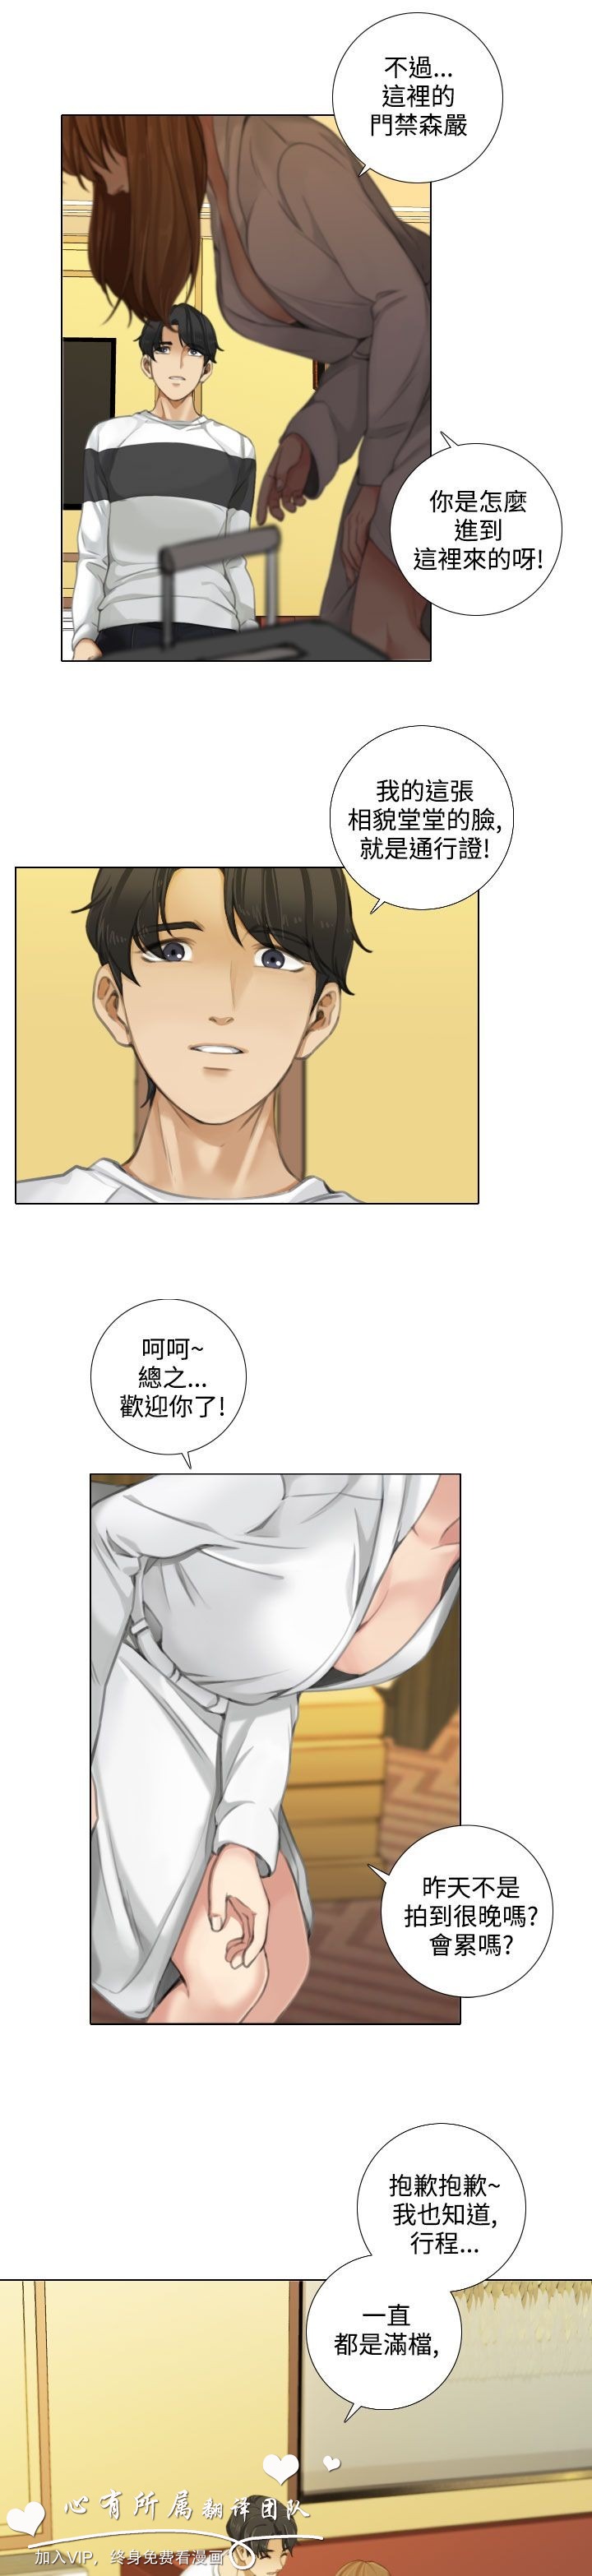 不過...
這裡的
門禁森嚴
你是怎麼
進到
這裡來的呀!
我的這張
相貌堂堂的臉,
就是通行證!
呵呵~
總之...
歡迎你了!
昨天不是
拍到很晚嗎?
會累嗎?
抱歉抱歉~
我也知道,
行程...
一直
都是滿檔,
心有所属翻译团队
加入VIP，终身免费看漫画